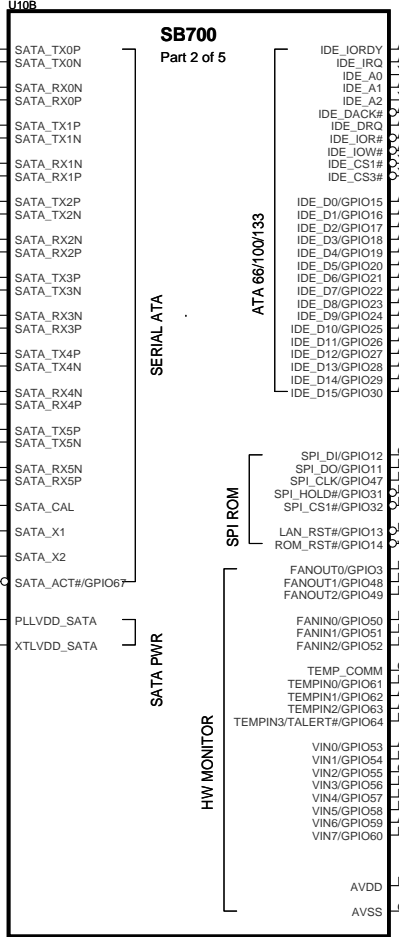 U10B
SB700
Part 2 of 5
SATA_TX0P
SATA_TX0N
SATA_RX0N
SATA_RX0P
SATA_TX1P
SATA_TX1N
SATA_RX1N
SATA_RX1P
SATA_TX2P
SATA_TX2N
SATA_RX2N
SATA_RX2P
SATA_TX3P
SATA_TX3N
SATA_RX3N
SATA_RX3P
SATA_TX4P
SATA_TX4N
SATA_RX4N
SATA_RX4P
SATA_TX5P
SATA_TX5N
SATA_RX5N
SATA_RX5P
SATA_CAL
SATA_X1
SATA_X2
SATA_ACT#/GPIO67
SERIAL ATA
PLLVDD_SATA
XTLVDD_SATA
SATA PWR
ATA 66/100/133
IDE_IORDY
IDE_IRQ
IDE_A0
IDE_A1
IDE_A2
IDE_DACK#
IDE_DRQ
IDE_IOR#
IDE_IOW#
IDE_CS1#
IDE_CS3#
IDE_D0/GPIO15
IDE_D1/GPIO16
IDE_D2/GPIO17
IDE_D3/GPIO18
IDE_D4/GPIO19
IDE_D5/GPIO20
IDE_D6/GPIO21
IDE_D7/GPIO22
IDE_D8/GPIO23
IDE_D9/GPIO24
IDE_D10/GPIO25
IDE_D11/GPIO26
IDE_D12/GPIO27
IDE_D13/GPIO28
IDE_D14/GPIO29
IDE_D15/GPIO30
SPI ROM
SPI_DI/GPIO12
SPI_DO/GPIO11
SPI_CLK/GPIO47
SPI_HOLD#/GPIO31
SPI_CS1#/GPIO32
LAN_RST#/GPIO13
ROM_RST#/GPIO14
HW MONITOR
FANOUT0/GPIO3
FANOUT1/GPIO48
FANOUT2/GPIO49
FANIN0/GPIO50
FANIN1/GPIO51
FANIN2/GPIO52
TEMP_COMM
TEMPIN0/GPIO61
TEMPIN1/GPIO62
TEMPIN2/GPIO63
TEMPIN3/TALERT#/GPIO64
VIN0/GPIO53
VIN1/GPIO54
VIN2/GPIO55
VIN3/GPIO56
VIN4/GPIO57
VIN5/GPIO58
VIN6/GPIO59
VIN7/GPIO60
AVDD
AVSS